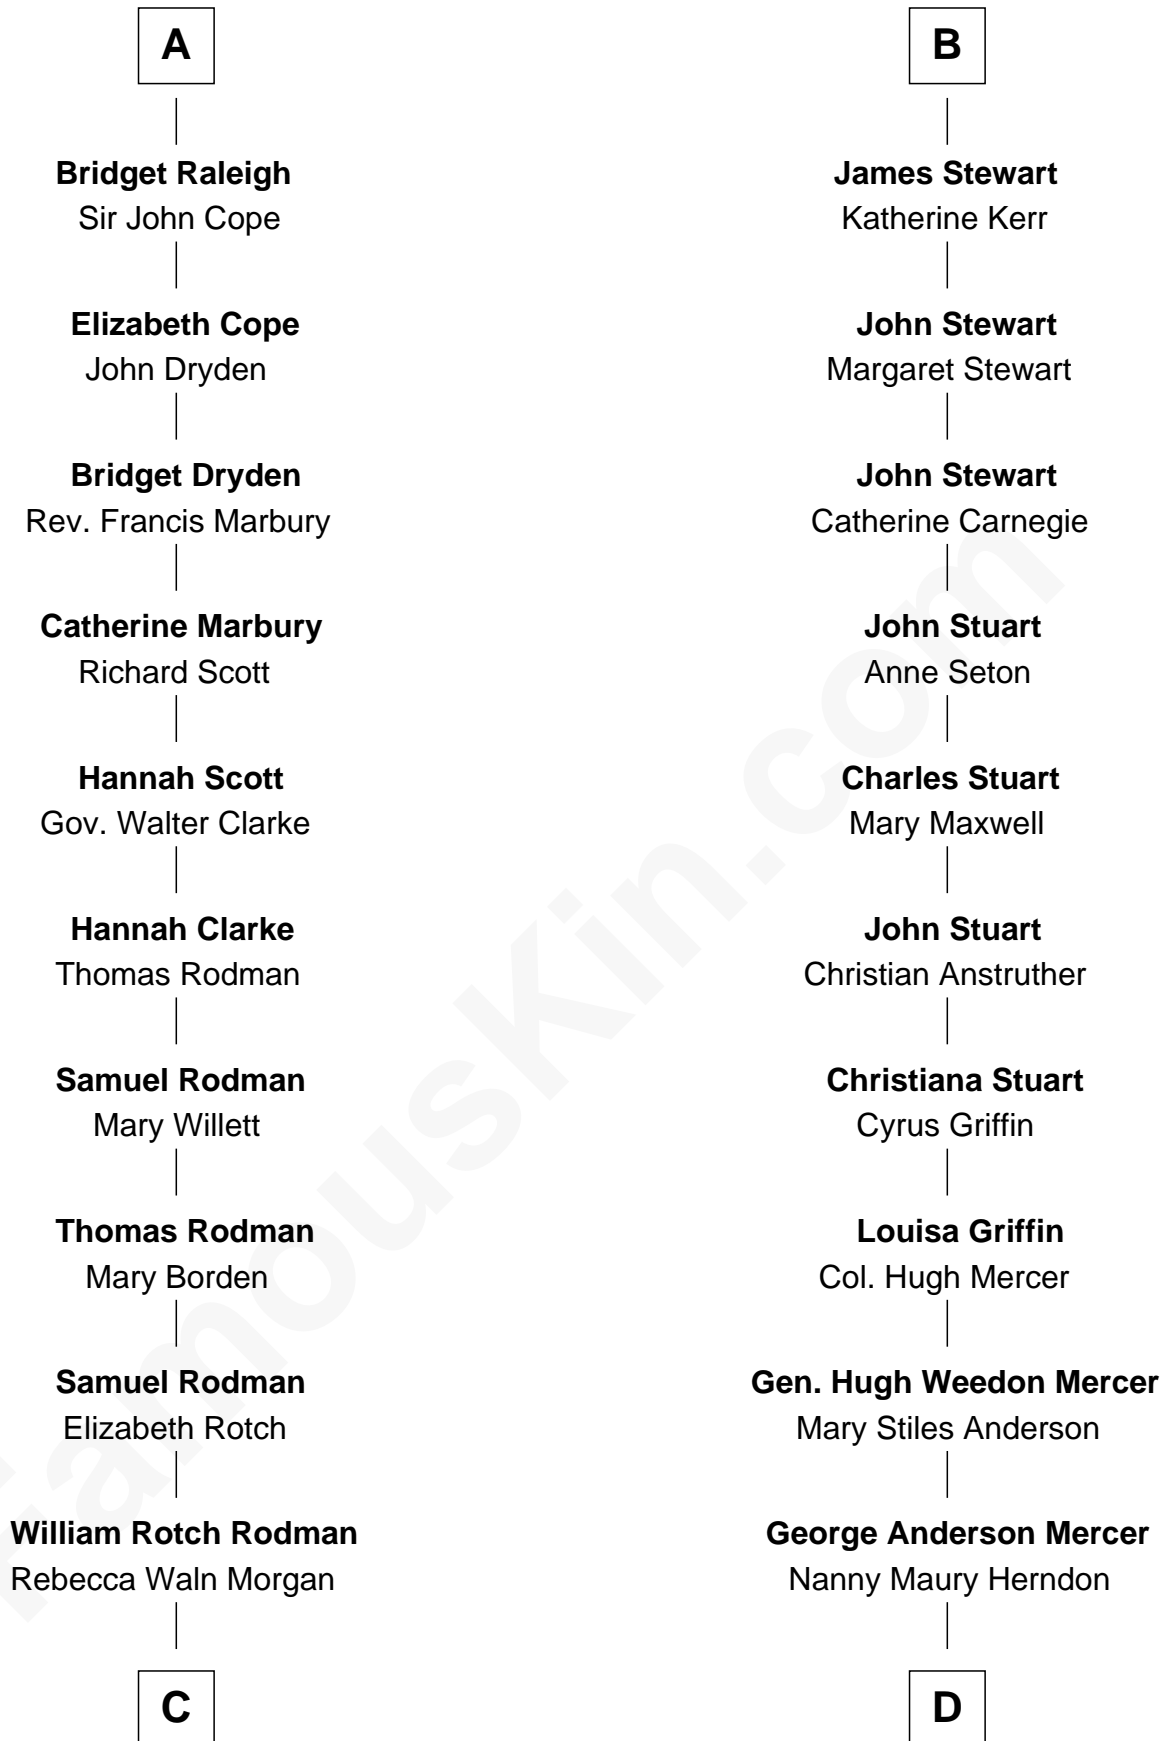 A
Bridget Raleigh
Sir John Cope
Elizabeth Cope
John Dryden
Bridget Dryden
Rev. Francis Marbury
Catherine Marbury
Richard Scott
Hannah Scott
Gov. Walter Clarke
Hannah Clarke
Thomas Rodman
Samuel Rodman
Mary Willett
Thomas Rodman
Mary Borden
Samuel Rodman
Elizabeth Rotch
William Rotch Rodman
Rebecca Waln Morgan
C
B
James Stewart
Katherine Kerr
John Stewart
Margaret Stewart
John Stewart
Catherine Carnegie
John Stuart
Anne Seton
Charles Stuart
Mary Maxwell
John Stuart
Christian Anstruther
Christiana Stuart
Cyrus Griffin
Louisa Griffin
Col. Hugh Mercer
Gen. Hugh Weedon Mercer
Mary Stiles Anderson
George Anderson Mercer
Nanny Maury Herndon
D
FamousKin.com